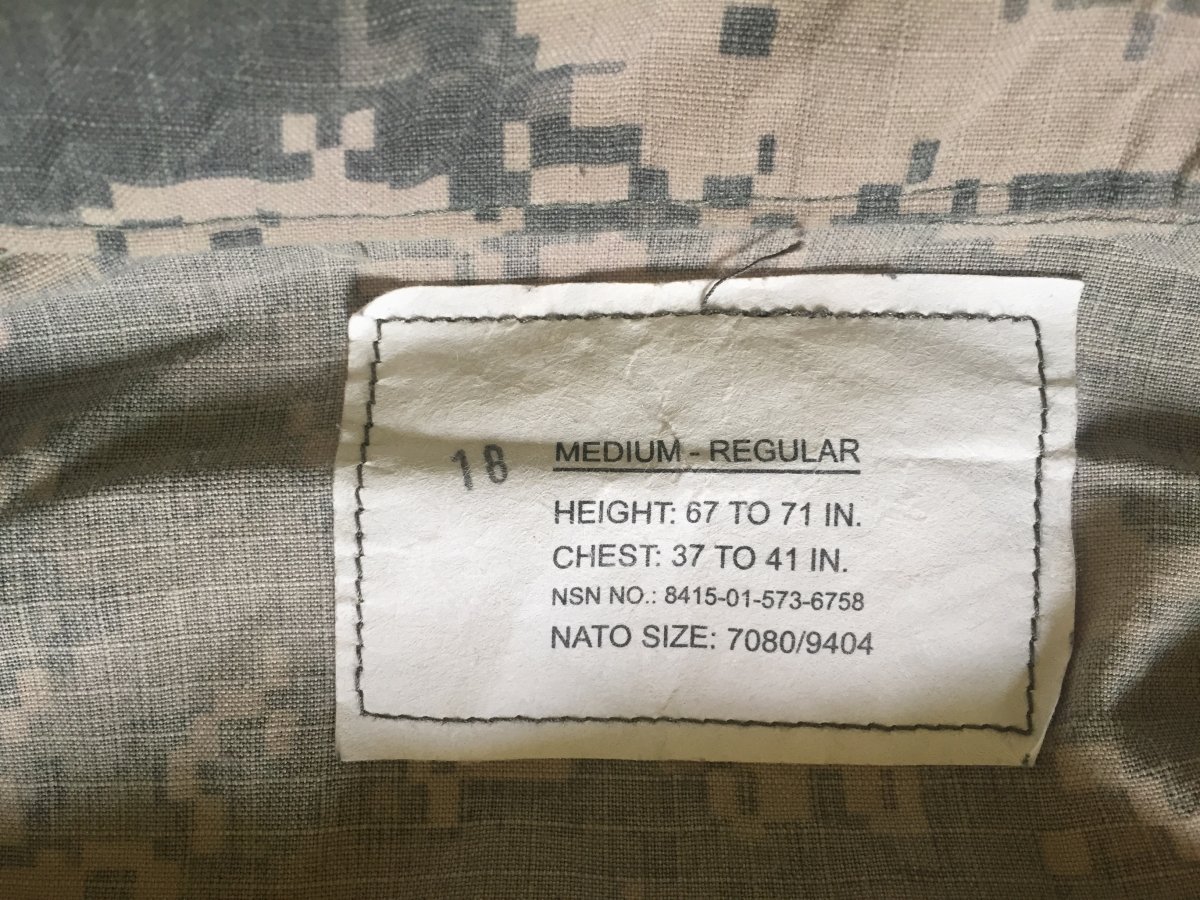 18
MEDIUM - REGULAR
HEIGHT: 67 TO 71 IN.
CHEST: 37 TO 41 IN.
NSN NO.: 8415-01-573-6758
NATO SIZE: 7080/9404